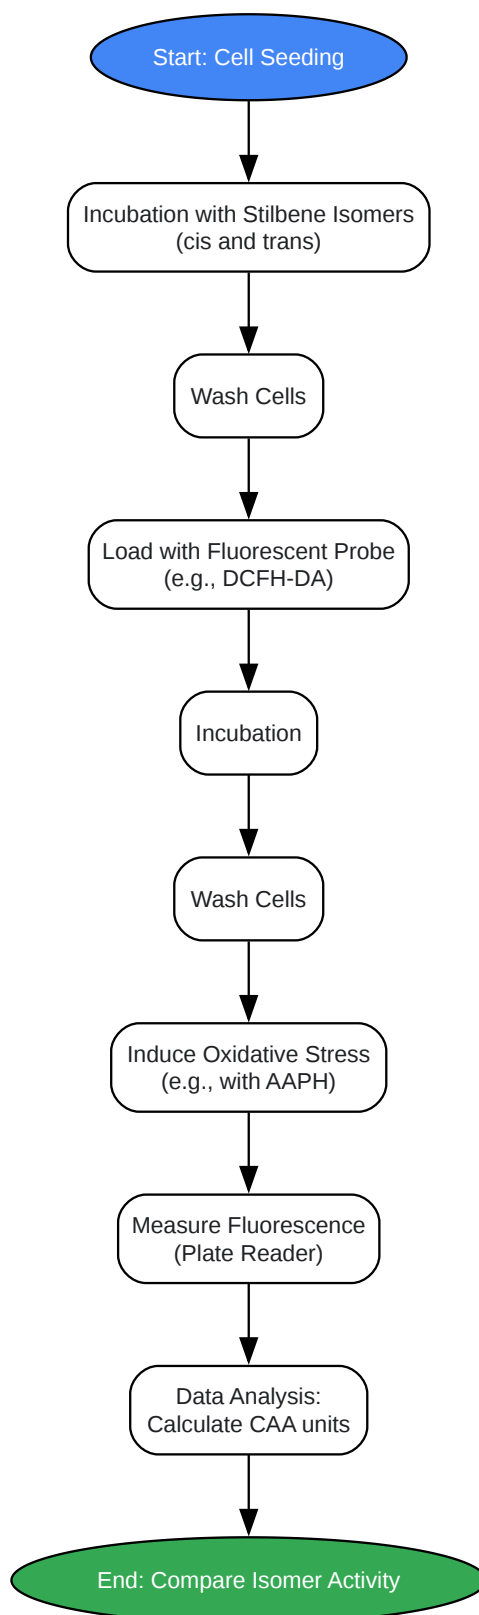 Start: Cell Seeding
Incubation with Stilbene Isomers
(cis and trans)
Wash Cells
Load with Fluorescent Probe
(e.g., DCFH-DA)
Incubation
Wash Cells
Induce Oxidative Stress
(e.g., with AAPH)
Measure Fluorescence
(Plate Reader)
Data Analysis:
Calculate CAA units
End: Compare Isomer Activity